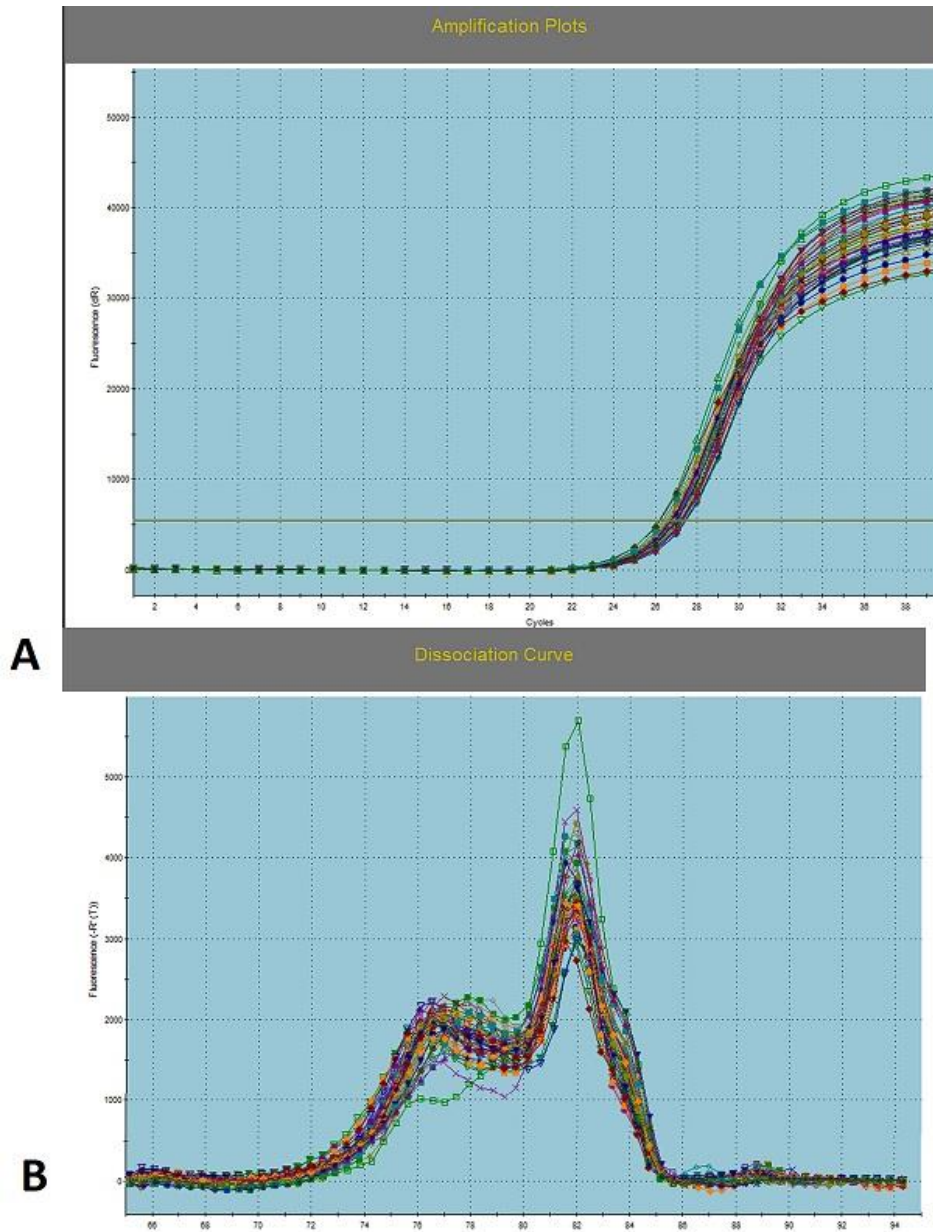 Amplification Plots
50000
40000
30000
20000
10000
0
Fluorescence (dR)
2 4 6 8 10 12 14 16 18 20 22 24 26 28 30 32 34 36 38
Cycles
A
Dissociation Curve
5000
4000
3000
2000
1000
0
Fluorescence (-R'(T))
66 68 70 72 74 76 78 80 82 84 86 88 90 92 94
B